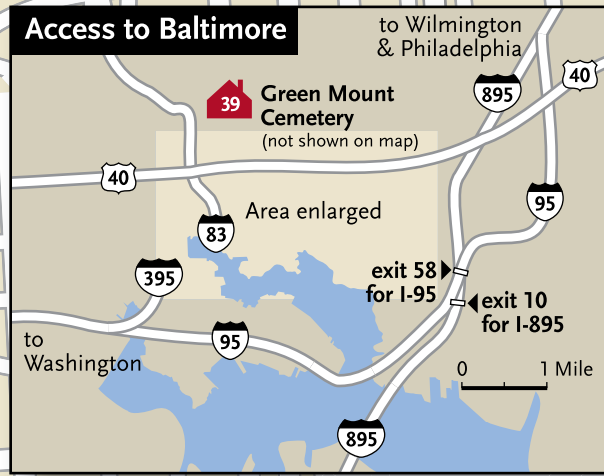 Access to Baltimore
to Wilmington
& Philadelphia
40
895
39
Green Mount
Cemetery
(not shown on map)
40
95
Area enlarged
83
395
exit 58
for I-95
exit 10
for I-895
to
Washington
95
0 1 Mile
895